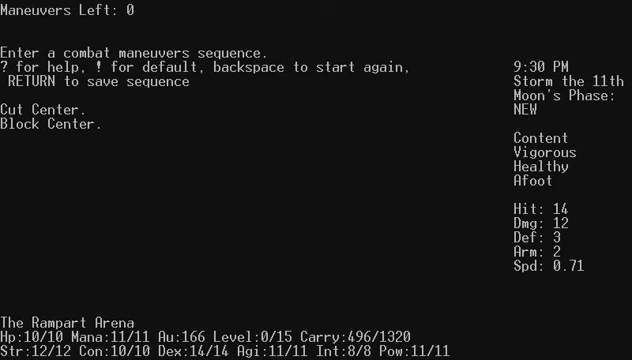 Maneuvers Left: 0
Enter a combat maneuvers sequence.
? for help, ! for default, backspace to start again,
RETURN to save sequence
Cut Center.
Block Center.
9:30 PM
Storm the 11th
Moon's Phase:
NEW
Content
Vigorous
Healthy
Afoot
Hit: 14
Dmg: 12
Def: 3
Arm: 2
Spd: 0.71
The Rampart Arena
Hp:10/10 Mana:11/11 Au:166 Level:0/15 Carry:496/1320
Str:12/12 Con:10/10 Dex:14/14 Agi:11/11 Int:8/8 Pow:11/11